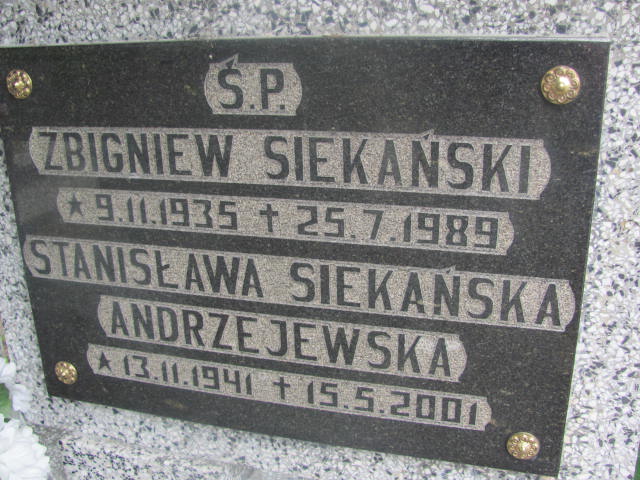 Ś.P.
ZBIGNIEW SIEKAŃSKI
★ 9.11.1935 ✝ 25.7.1989
STANISŁAWA SIEKAŃSKA
ANDRZEJEWSKA
★ 13.11.1941 ✝ 15.5.2001